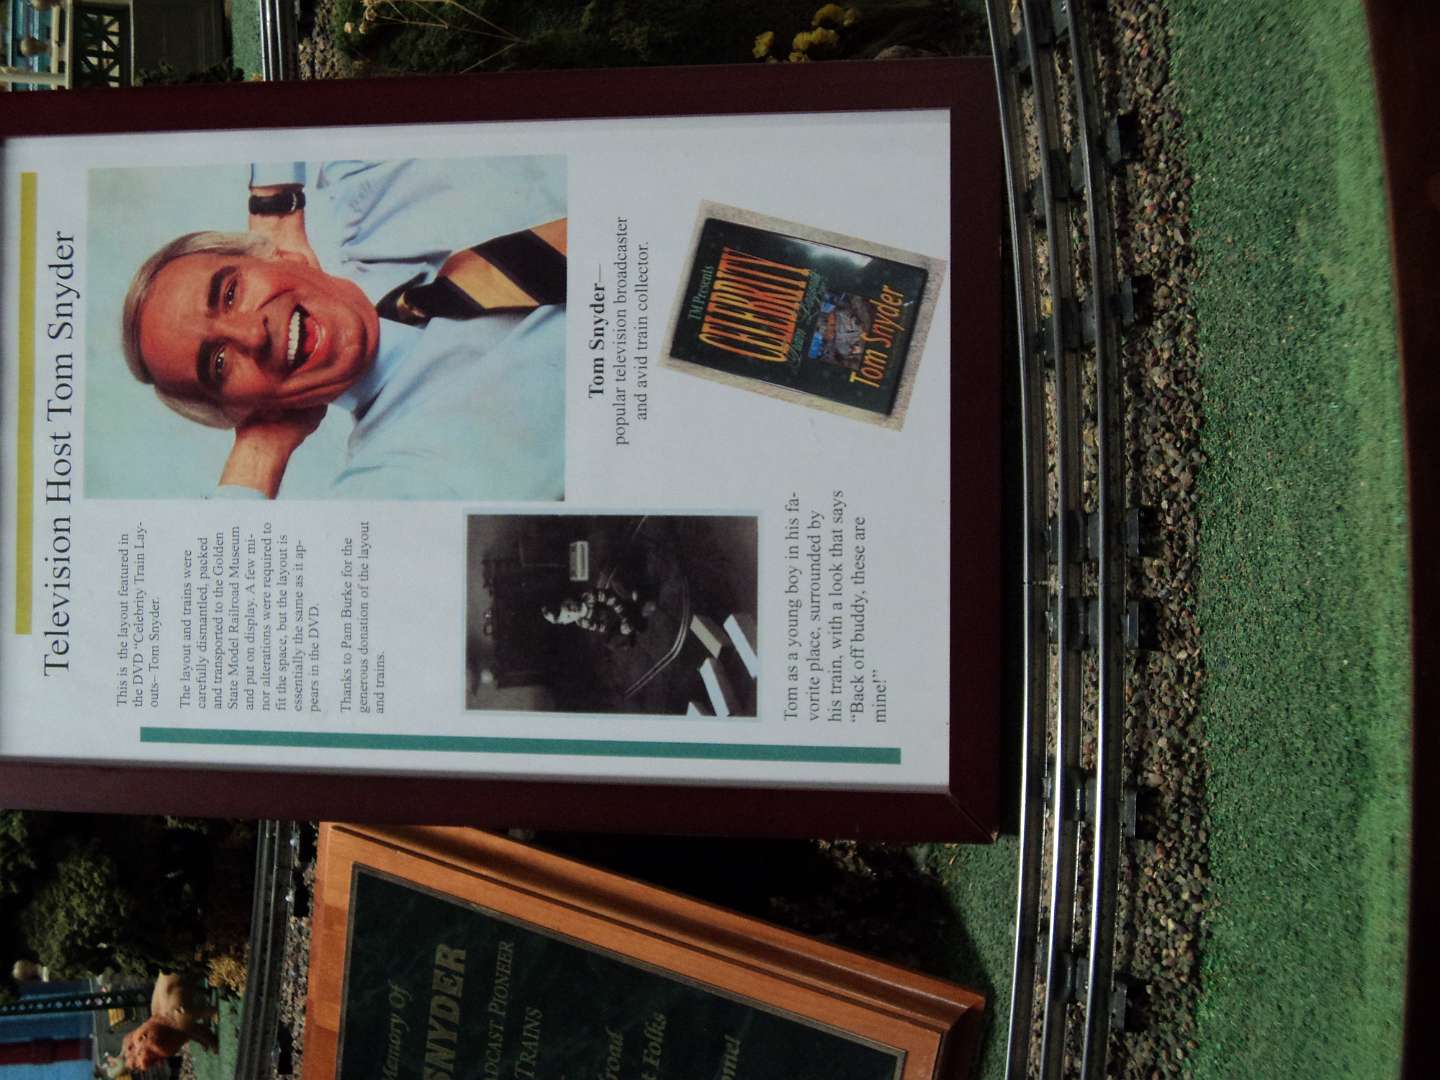 Television Host Tom Snyder
This is the layout featured in
the DVD "Celebrity Train Lay-
outs—Tom Snyder.
The layout and trains were
carefully dismantled, packed
and transported to the Golden
State Model Railroad Museum
and put on display. A few mi-
nor alterations were required to
fit the space, but the layout is
essentially the same as it ap-
pears in the DVD.
Thanks to Pam Burke for the
generous donation of the layout
and trains.
Tom as a young boy in his fa-
vorite place, surrounded by
his train, with a look that says
"Back off buddy, these are
mine!"
Tom Snyder—
popular television broadcaster
and avid train collector.
TM Presents
CELEBRITY
Train Layouts
Tom Snyder
Memory of
SNYDER
ADCAST PIONEER
TRAINS
Folks